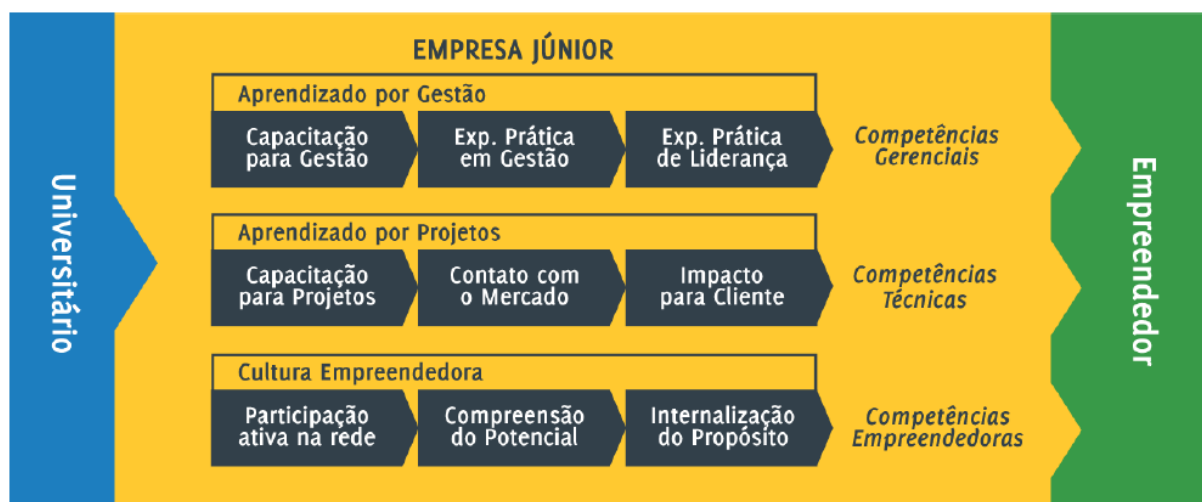 Universitário
EMPRESA JÚNIOR
Aprendizado por Gestão
Capacitação
para Gestão
Exp. Prática
em Gestão
Exp. Prática
de Liderança
Competências
Gerenciais
Aprendizado por Projetos
Capacitação
para Projetos
Contato com
o Mercado
Impacto
para Cliente
Competências
Técnicas
Cultura Empreendedora
Participação
ativa na rede
Compreensão
do Potencial
Internalização
do Propósito
Competências
Empreendedoras
Empreendedor